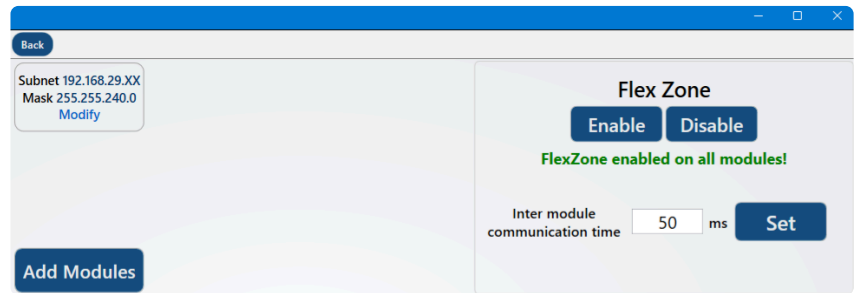 Back
Subnet 192.168.29.XX
Mask 255.255.240.0
Modify
Add Modules
Flex Zone
Enable Disable
FlexZone enabled on all modules!
Inter module
communication time 50 ms Set